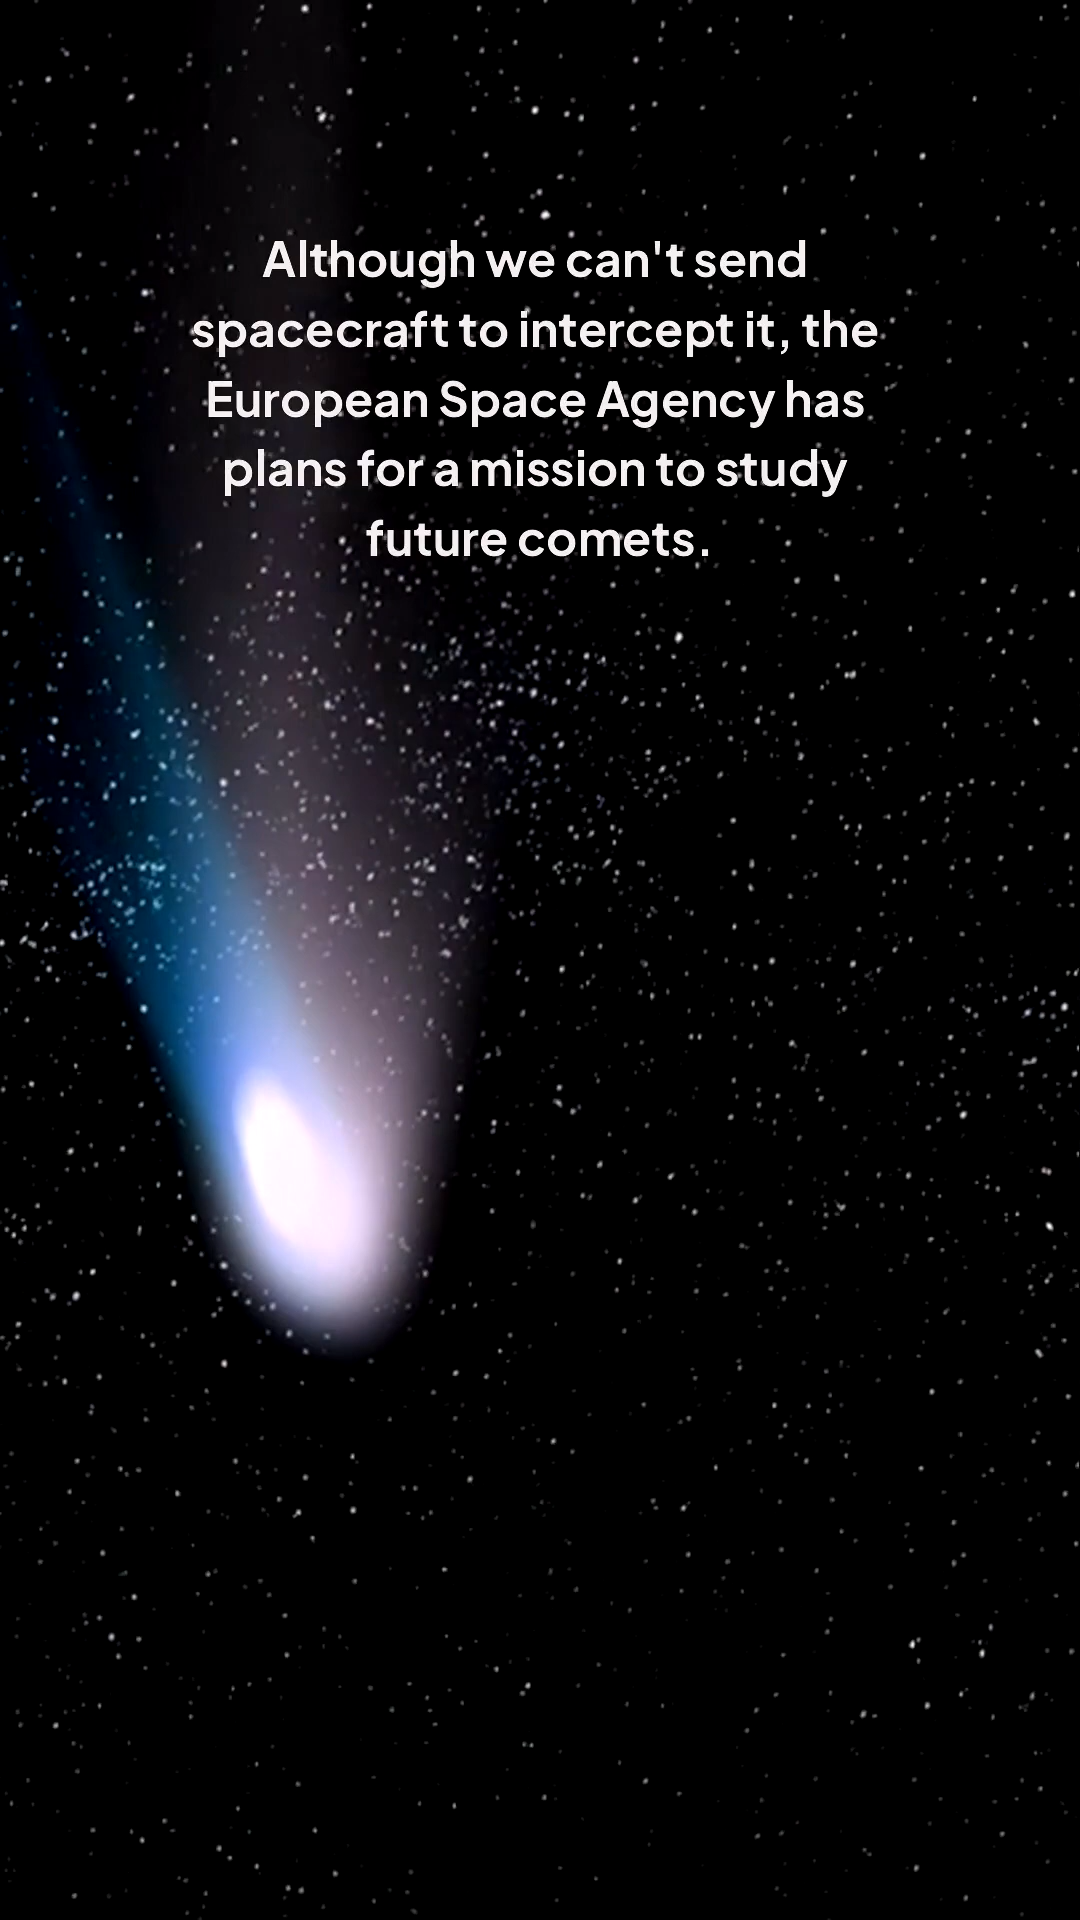 Although we can't send
spacecraft to intercept it, the
European Space Agency has
plans for a mission to study
future comets.